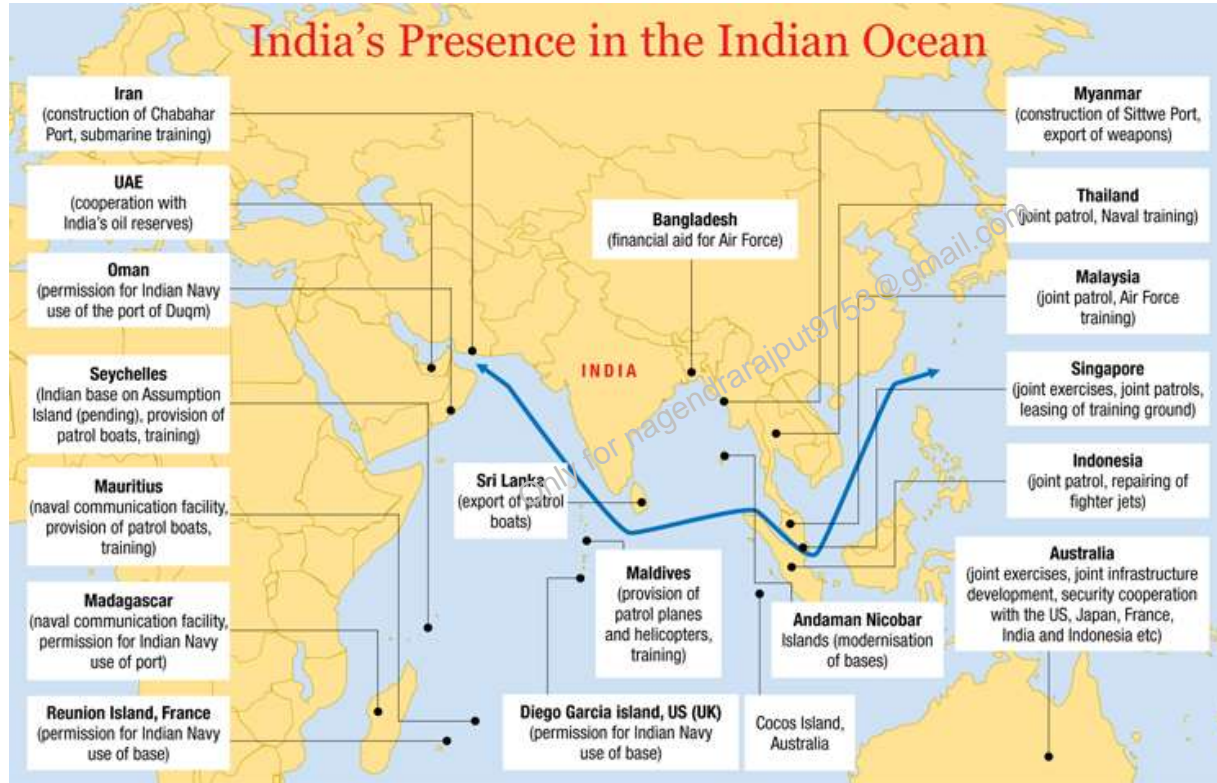 India's Presence in the Indian Ocean
Iran
(construction of Chabahar
Port, submarine training)
UAE
(cooperation with
India's oil reserves)
Oman
(permission for Indian Navy
use of the port of Duqm)
Seychelles
(Indian base on Assumption
Island (pending), provision of
patrol boats, training)
Mauritius
(naval communication facility,
provision of patrol boats,
training)
Madagascar
(naval communication facility,
permission for Indian Navy
use of port)
Reunion Island, France
(permission for Indian Navy
use of base)
Bangladesh
(financial aid for Air Force)
INDIA
Sri Lanka
(export of patrol
boats)
Maldives
(provision of
patrol planes
and helicopters,
training)
Diego Garcia island, US (UK)
(permission for Indian Navy
use of base)
Andaman Nicobar
Islands (modernisation
of bases)
Cocos Island,
Australia
Myanmar
(construction of Sittwe Port,
export of weapons)
Thailand
(joint patrol, Naval training)
Malaysia
(joint patrol, Air Force
training)
Singapore
(joint exercises, joint patrols,
leasing of training ground)
Indonesia
(joint patrol, repairing of
fighter jets)
Australia
(joint exercises, joint infrastructure
development, security cooperation
with the US, Japan, France,
India and Indonesia etc)
Only for nagendrarajput9753@gmail.com